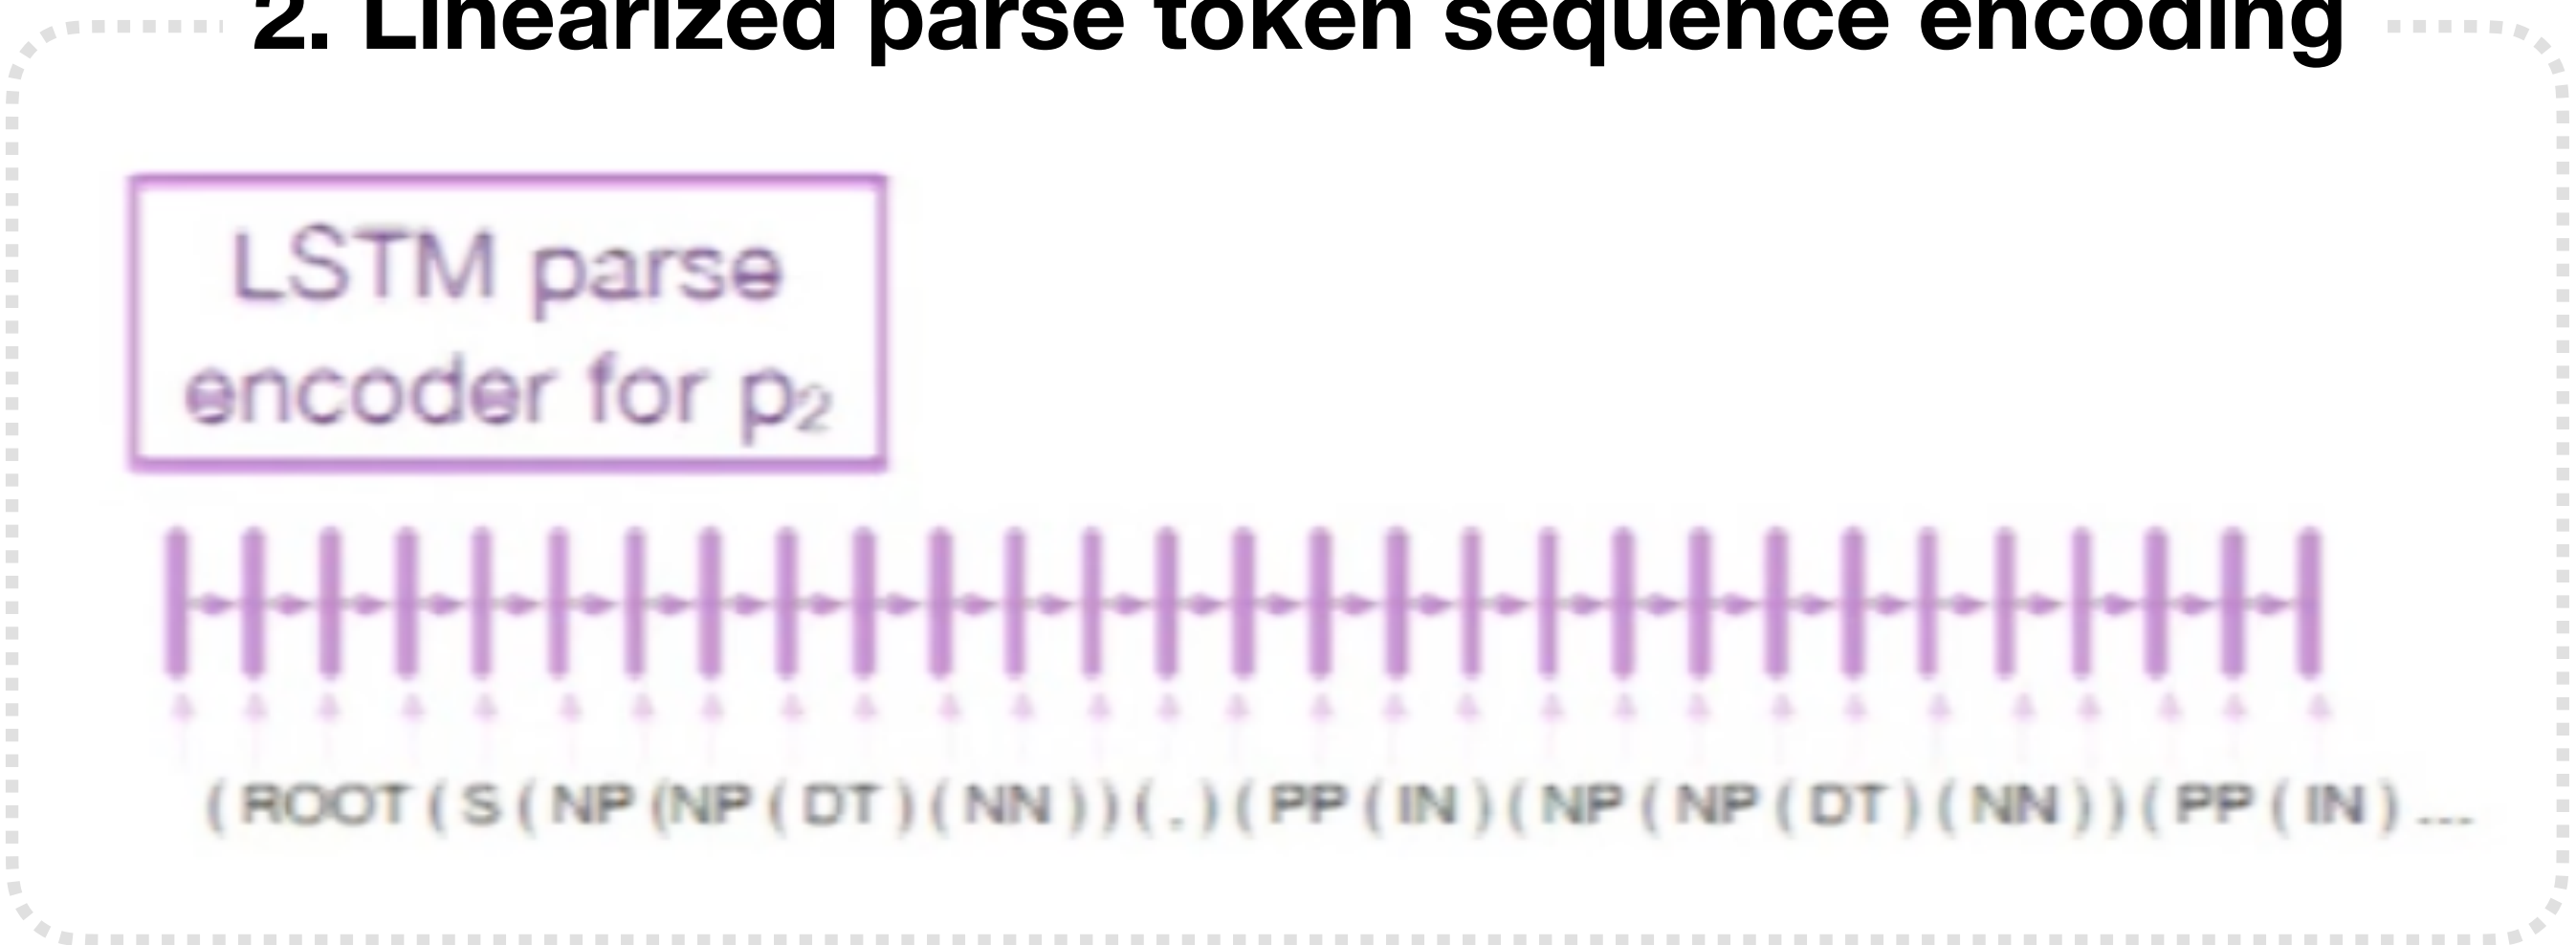 2. Linearized parse token sequence encoding
LSTM parse
encoder for p₂
( ROOT ( S ( NP (NP ( DT ) ( NN ) ) ( . ) ( PP ( IN ) ( NP ( NP ( DT ) ( NN ) ) ( PP ( IN ) ...